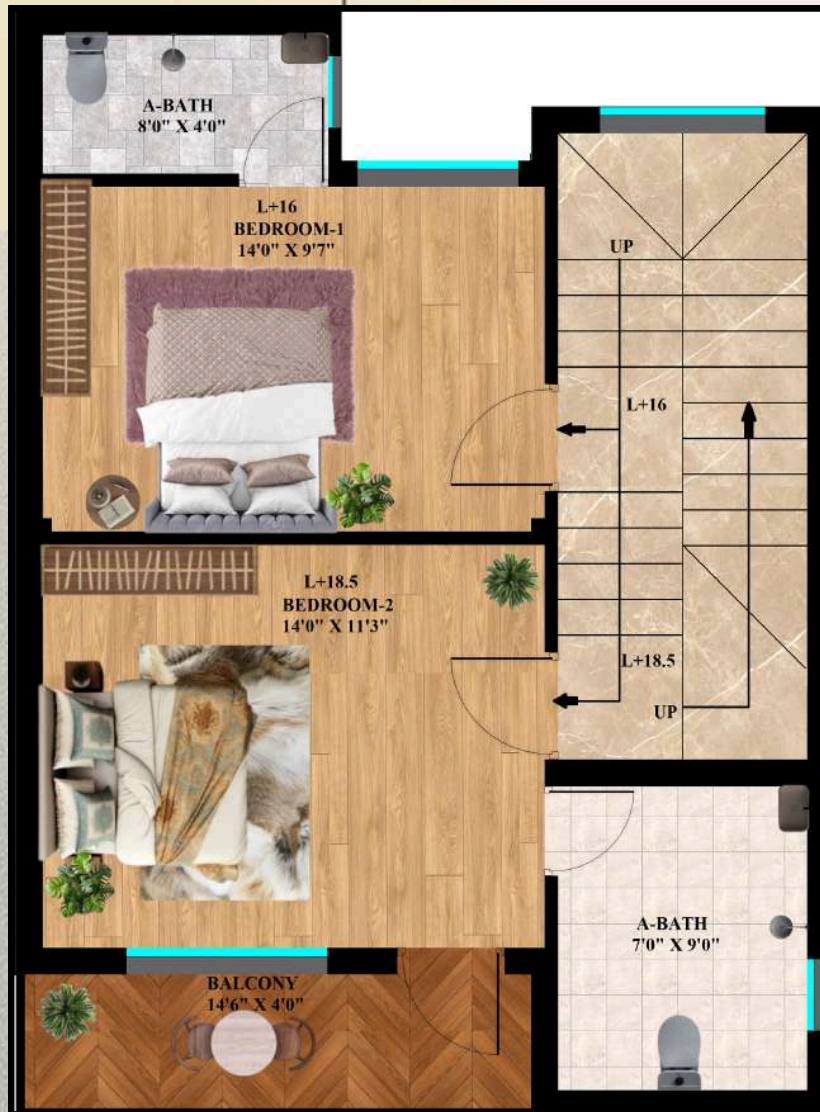 A-BATH
8'0" X 4'0"
L+16
BEDROOM-1
14'0" X 9'7"
UP
L+16
L+18.5
BEDROOM-2
14'0" X 11'3"
L+18.5
UP
A-BATH
7'0" X 9'0"
BALCONY
14'6" X 4'0"